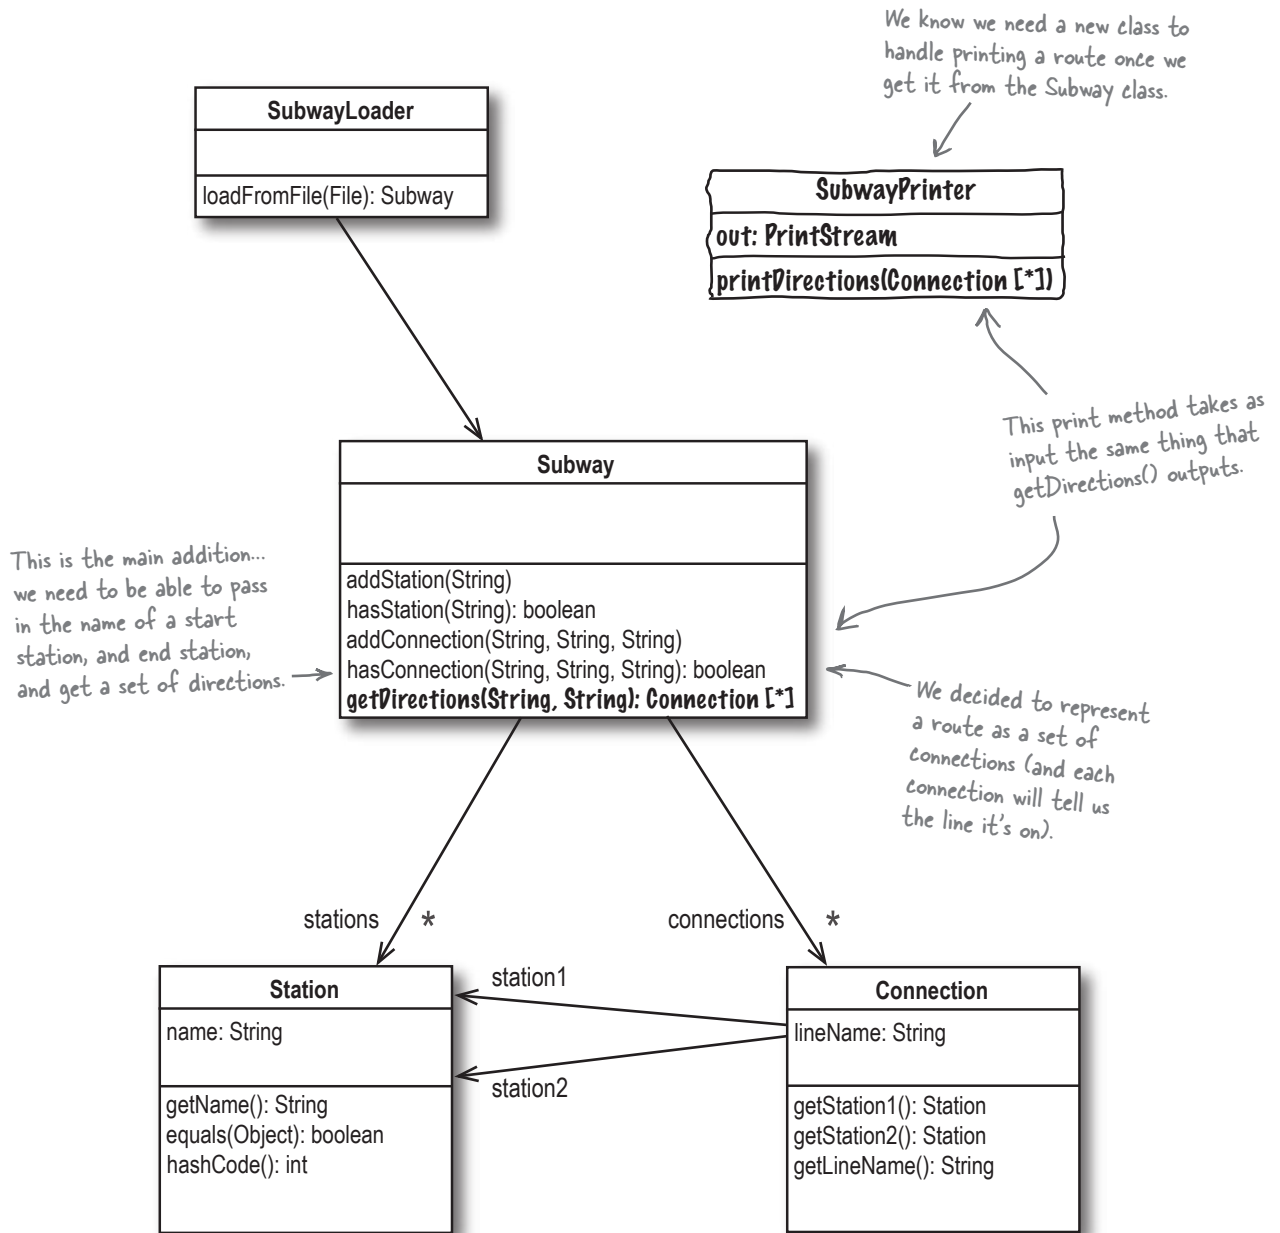 We know we need a new class to
handle printing a route once we
get it from the Subway class.
SubwayLoader
loadFromFile(File): Subway
SubwayPrinter
out: PrintStream
printDirections(Connection [*])
This print method takes as
input the same thing that
getDirections() outputs.
Subway
addStation(String)
hasStation(String): boolean
addConnection(String, String, String)
hasConnection(String, String, String): boolean
getDirections(String, String): Connection [*]
This is the main addition...
we need to be able to pass
in the name of a start
station, and end station,
and get a set of directions.
We decided to represent
a route as a set of
connections (and each
connection will tell us
the line it's on).
stations *
connections *
Station
name: String
getName(): String
equals(Object): boolean
hashCode(): int
station1
station2
Connection
lineName: String
getStation1(): Station
getStation2(): Station
getLineName(): String